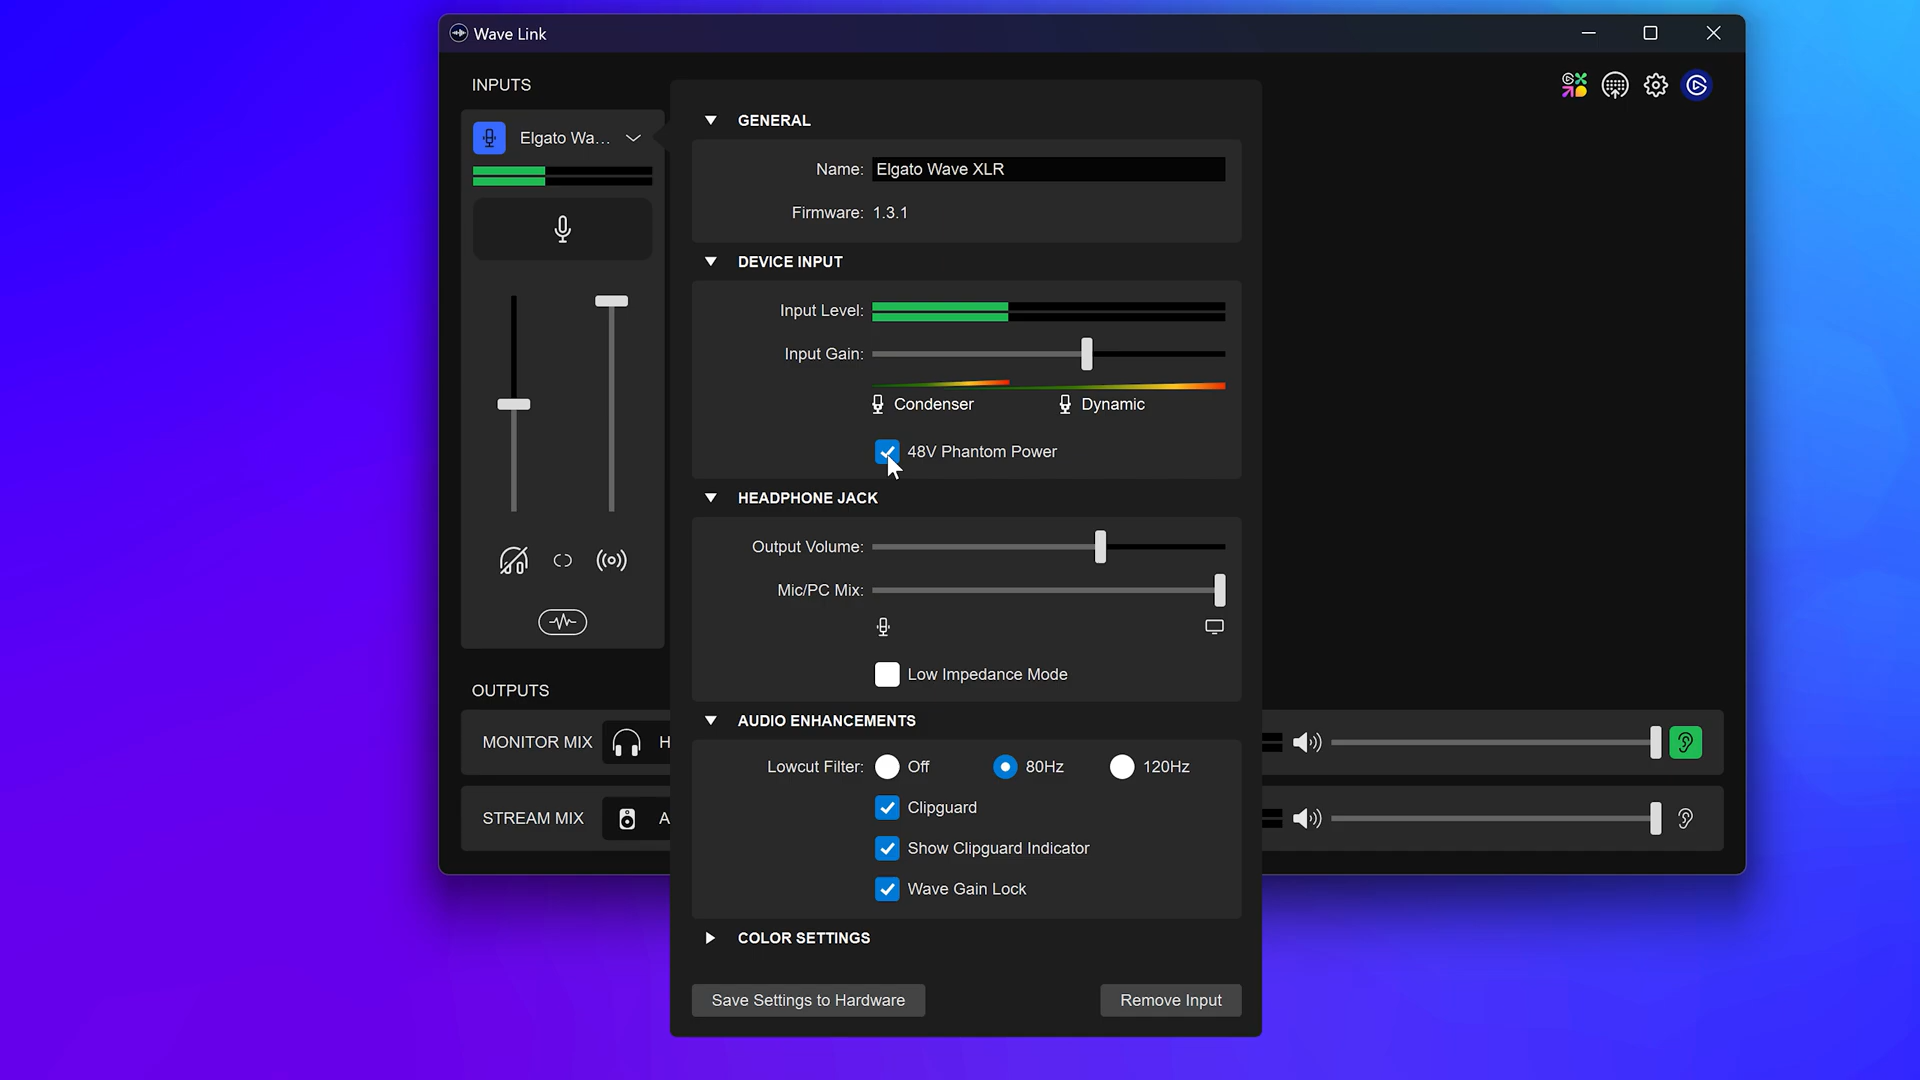 Wave Link
INPUTS
Elgato Wa...
GENERAL
Name: Elgato Wave XLR
Firmware: 1.3.1
DEVICE INPUT
Input Level:
Input Gain:
Condenser Dynamic
48V Phantom Power
HEADPHONE JACK
Output Volume:
Mic/PC Mix:
Low Impedance Mode
OUTPUTS
AUDIO ENHANCEMENTS
MONITOR MIX H
Lowcut Filter: Off 80Hz 120Hz
Clipguard
STREAM MIX A
Show Clipguard Indicator
Wave Gain Lock
COLOR SETTINGS
Save Settings to Hardware Remove Input